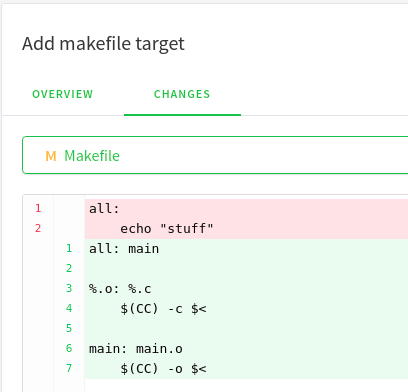 Add makefile target
OVERVIEW CHANGES
M Makefile
1 all:
2 echo "stuff"
1 all: main
2
3 %.o: %.c
4 $(CC) -c $<
5
6 main: main.o
7 $(CC) -o $<